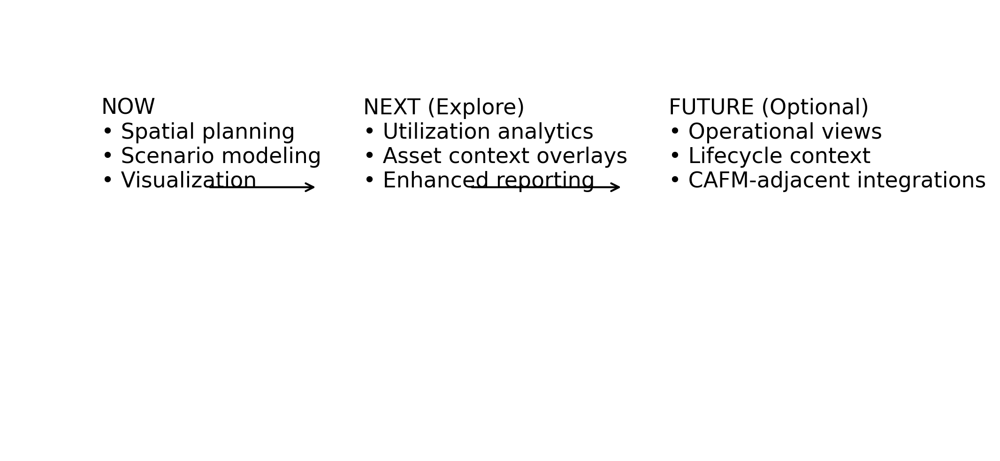 NOW
• Spatial planning
• Scenario modeling
• Visualization
NEXT (Explore)
• Utilization analytics
• Asset context overlays
• Enhanced reporting
FUTURE (Optional)
• Operational views
• Lifecycle context
• CAFM-adjacent integrations